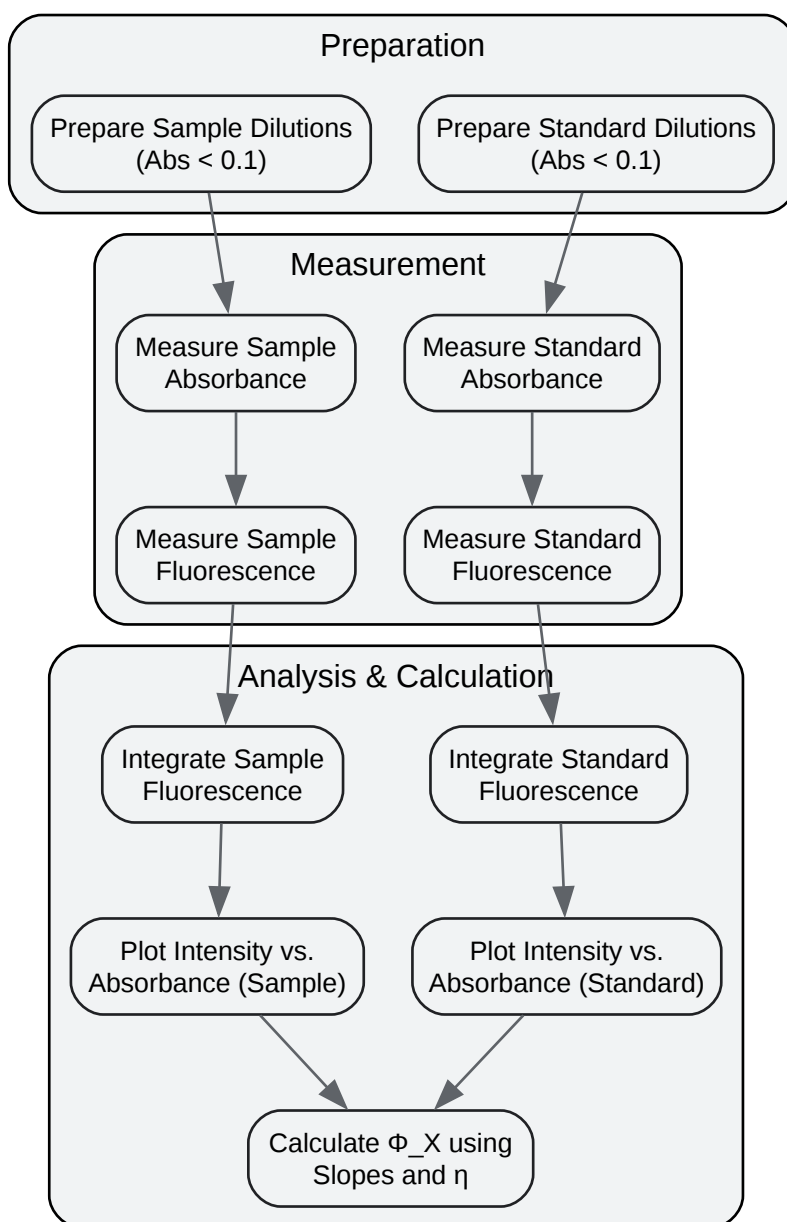 Preparation
Prepare Sample Dilutions
(Abs < 0.1)
Prepare Standard Dilutions
(Abs < 0.1)
Measurement
Measure Sample
Absorbance
Measure Standard
Absorbance
Measure Sample
Fluorescence
Measure Standard
Fluorescence
Analysis & Calculation
Integrate Sample
Fluorescence
Integrate Standard
Fluorescence
Plot Intensity vs.
Absorbance (Sample)
Plot Intensity vs.
Absorbance (Standard)
Calculate Φ_X using
Slopes and η